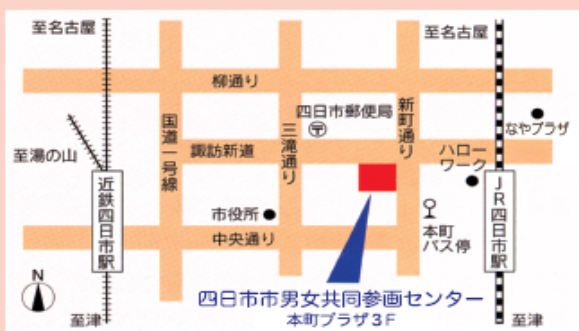 至名古屋
至名古屋
柳通り
国道一号線
三滝通り
新町通り
四日市郵便局
〒
なやプラザ
諏訪新道
ハロー
ワーク
至湯の山
近鉄四日市駅
JR四日市駅
市役所
本町
バス停
中央通り
N
四日市市男女共同参画センター
本町プラザ3F
至津
至津